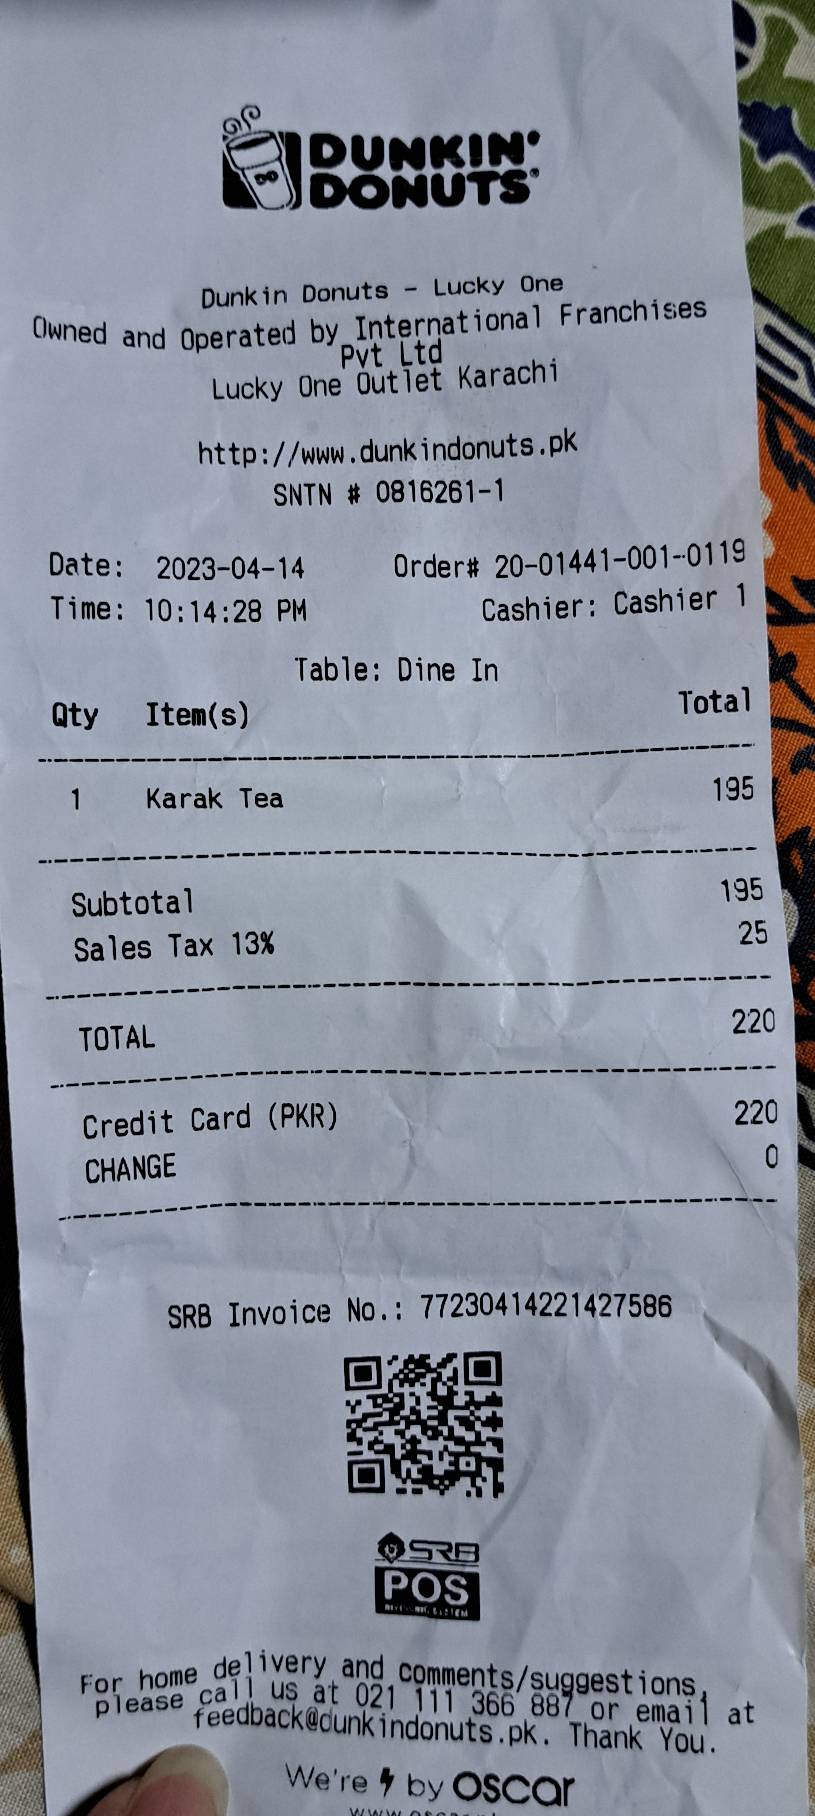 DUNKIN'
DONUTS
Dunkin Donuts - Lucky One
Owned and Operated by International Franchises
Pvt Ltd
Lucky One Outlet Karachi
http://www.dunkindonuts.pk
SNTN # 0816261-1
Date: 2023-04-14 Order# 20-01441-001-0119
Time: 10:14:28 PM Cashier: Cashier 1
Table: Dine In
Qty Item(s) Total
1 Karak Tea 195
Subtotal 195
Sales Tax 13% 25
TOTAL 220
Credit Card (PKR) 220
CHANGE 0
SRB Invoice No.: 77230414221427586
SRB
POS
For home delivery and comments/suggestions,
please call us at 021 111 366 887 or email at
feedback@dunkindonuts.pk. Thank You.
We're by OSCAR